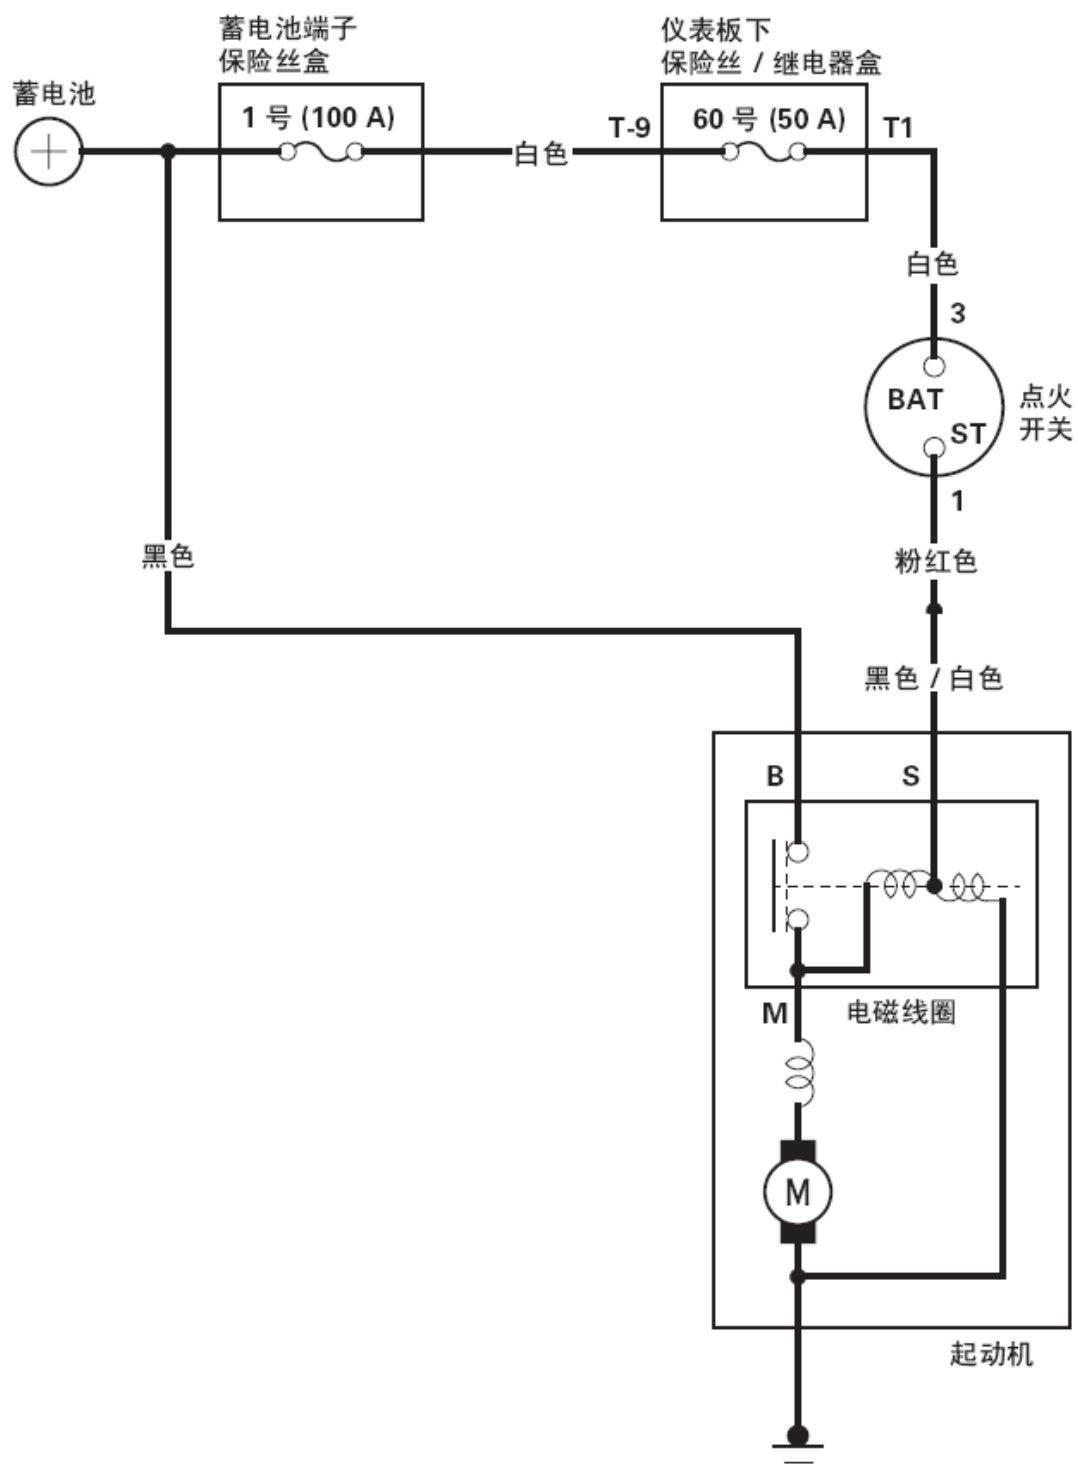 蓄电池端子
保险丝盒
仪表板下
保险丝 / 继电器盒
蓄电池
1 号 (100 A)
T-9
60 号 (50 A)
T1
白色
白色
3
BAT
ST
点火
开关
1
黑色
粉红色
黑色 / 白色
B
S
M
电磁线圈
M
起动机